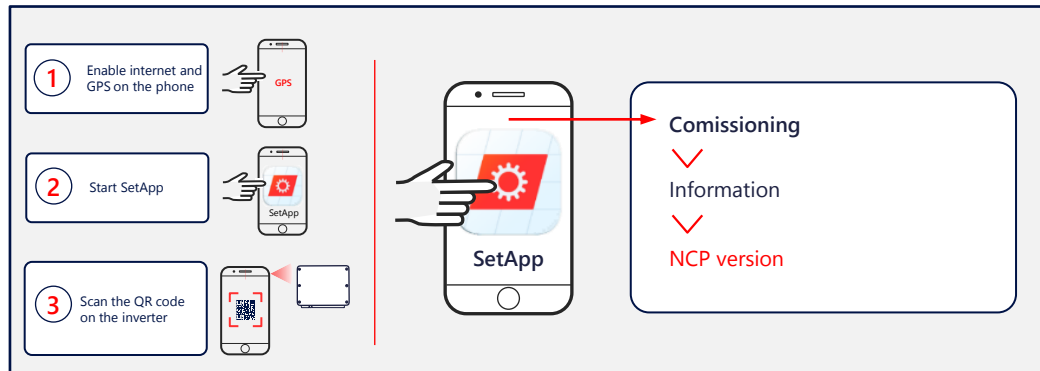 1
Enable internet and
GPS on the phone
GPS
2
Start SetApp
SetApp
3
Scan the QR code
on the inverter
SetApp
Comissioning
Information
NCP version